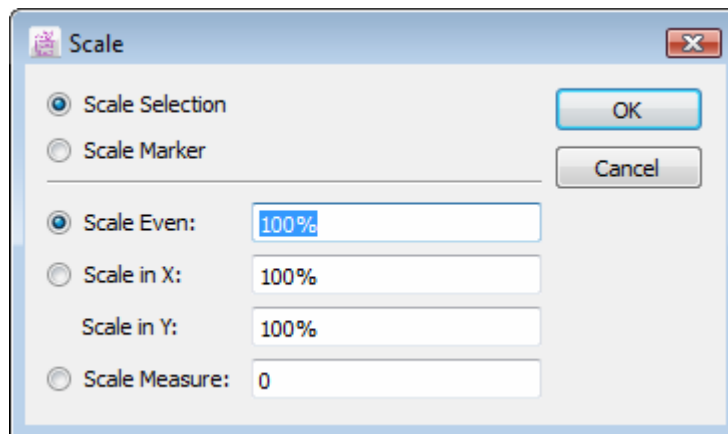 Scale
Scale Selection
OK
Scale Marker
Cancel
Scale Even: 100%
Scale in X: 100%
Scale in Y: 100%
Scale Measure: 0